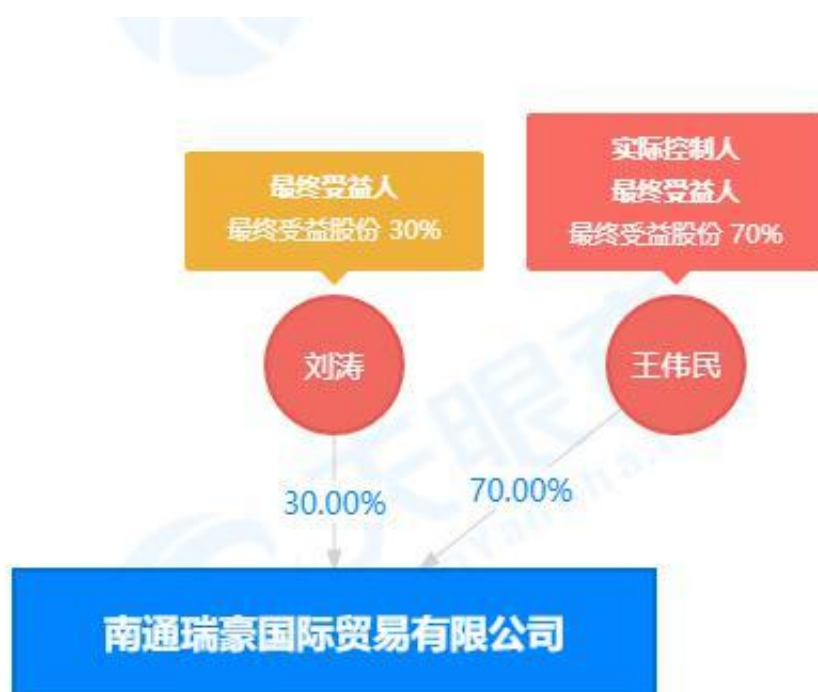 实际控制人
最终受益人
最终受益人
最终受益股份 30%
最终受益股份 70%
刘涛
王伟民
30.00%
70.00%
南通瑞豪国际贸易有限公司